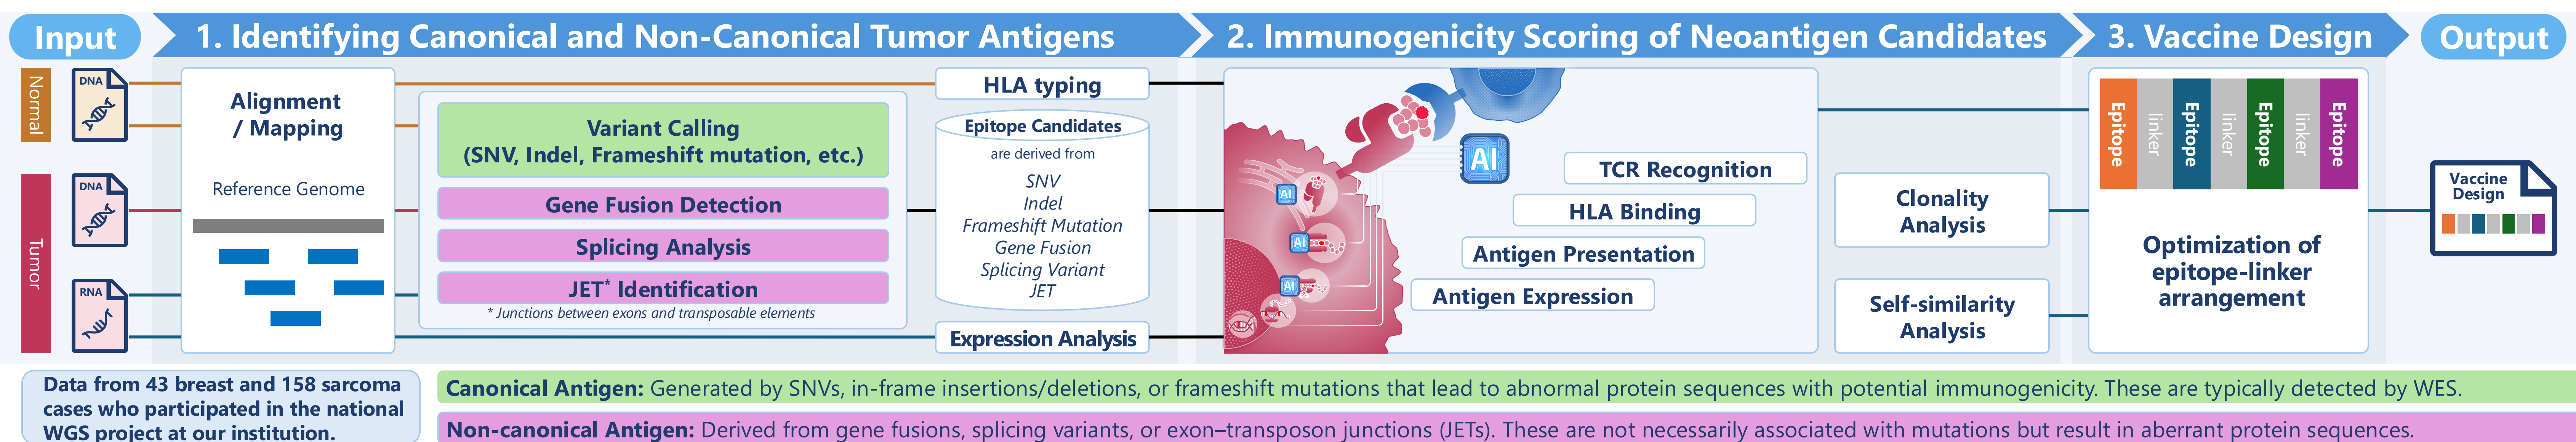 Input
1. Identifying Canonical and Non-Canonical Tumor Antigens
2. Immunogenicity Scoring of Neoantigen Candidates
3. Vaccine Design
Output
Normal
DNA
Tumor
DNA
RNA
Alignment
/ Mapping
Reference Genome
Variant Calling
(SNV, Indel, Frameshift mutation, etc.)
Gene Fusion Detection
Splicing Analysis
JET* Identification
* Junctions between exons and transposable elements
HLA typing
Epitope Candidates
are derived from
SNV
Indel
Frameshift Mutation
Gene Fusion
Splicing Variant
JET
Expression Analysis
AI
AI
AI
AI
TCR Recognition
HLA Binding
Antigen Presentation
Antigen Expression
Clonality
Analysis
Self-similarity
Analysis
Epitope
linker
Epitope
linker
Epitope
linker
Epitope
Optimization of
epitope-linker
arrangement
Vaccine
Design
Data from 43 breast and 158 sarcoma
cases who participated in the national
WGS project at our institution.
Canonical Antigen: Generated by SNVs, in-frame insertions/deletions, or frameshift mutations that lead to abnormal protein sequences with potential immunogenicity. These are typically detected by WES.
Non-canonical Antigen: Derived from gene fusions, splicing variants, or exon–transposon junctions (JETs). These are not necessarily associated with mutations but result in aberrant protein sequences.